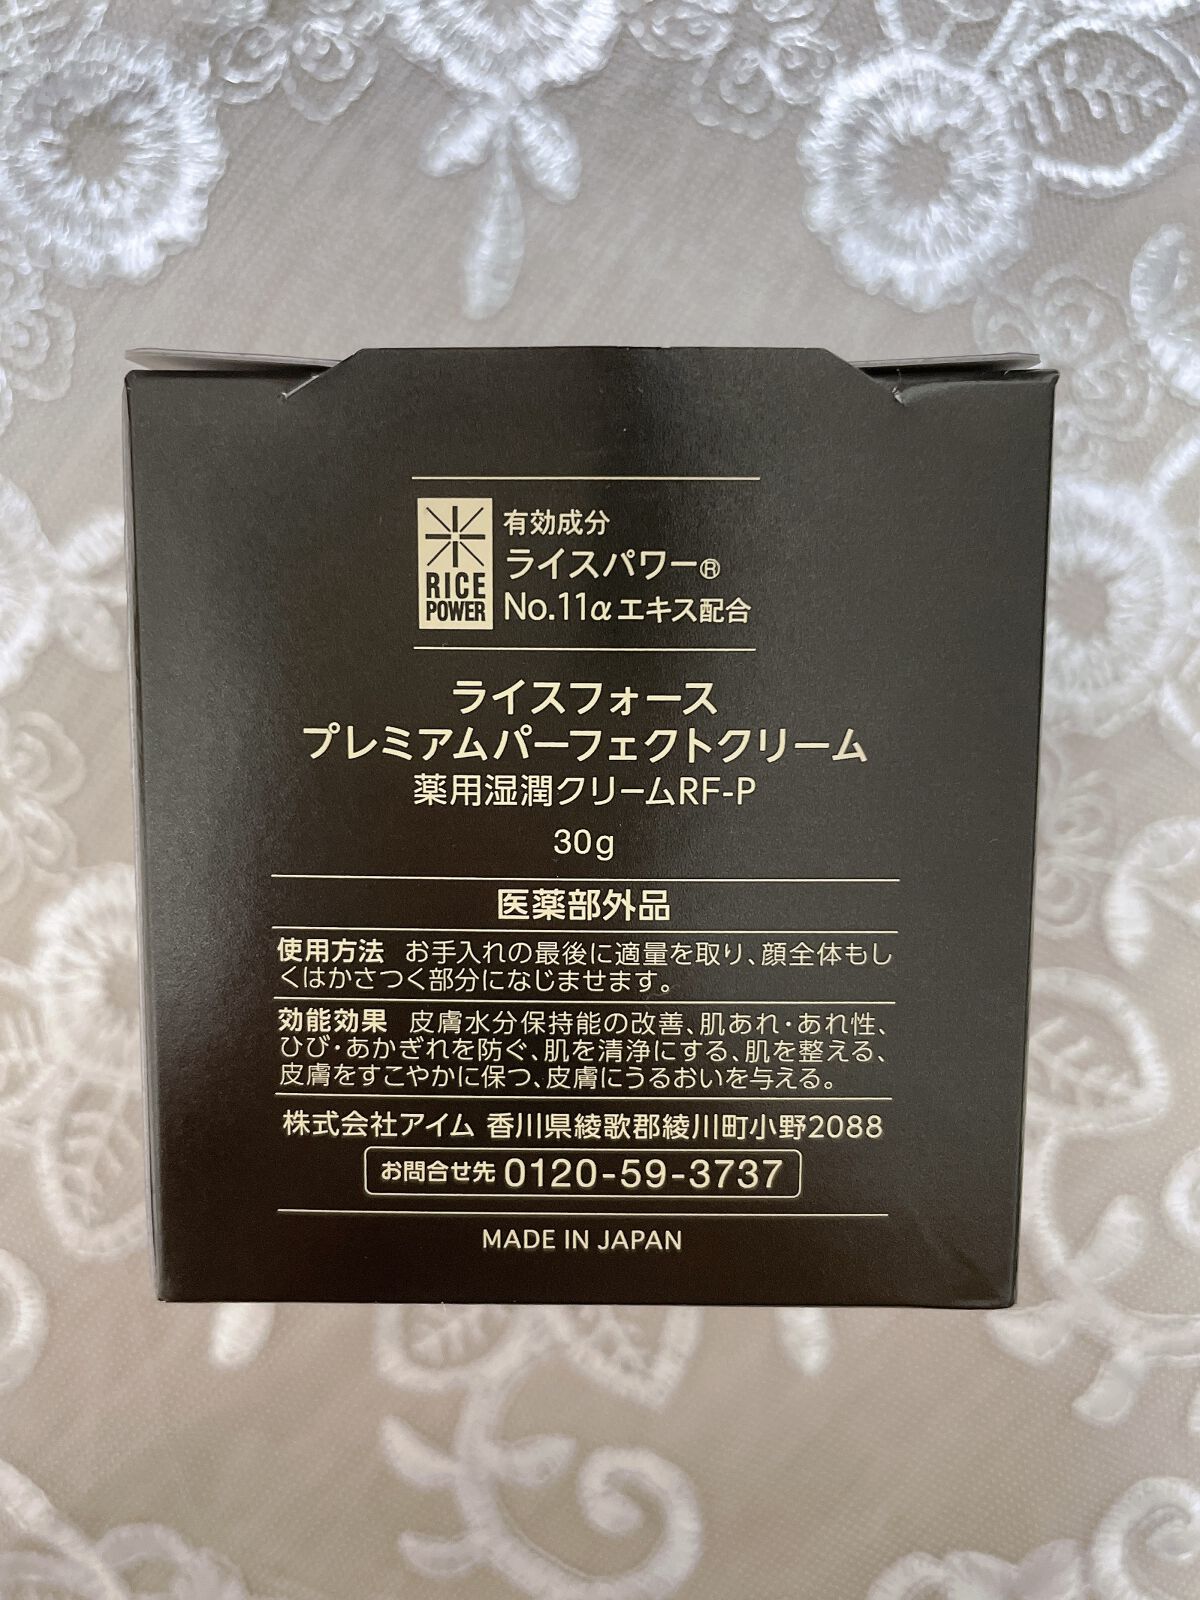 有効成分
ライスパワー®
No.11αエキス配合
RICE
POWER
ライスフォース
プレミアムパーフェクトクリーム
薬用湿潤クリームRF-P
30g
医薬部外品
使用方法 お手入れの最後に適量を取り、顔全体もし
くはかさつく部分になじませます。
効能効果 皮膚水分保持能の改善、肌あれ・あれ性、
ひび・あかぎれを防ぐ、肌を清浄にする、肌を整える、
皮膚をすこやかに保つ、皮膚にうるおいを与える。
株式会社アイム 香川県綾歌郡綾川町小野2088
お問合せ先 0120-59-3737
MADE IN JAPAN